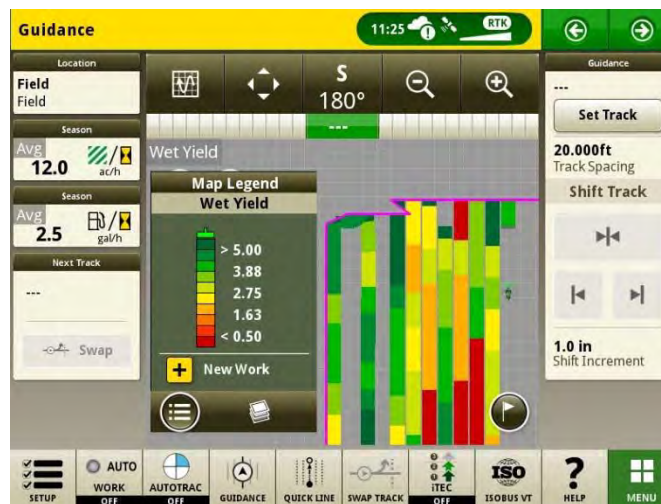 Guidance
11:25
RTK
Location
Field
Field
Season
Avg
12.0
ac/h
Season
Avg
2.5
gal/h
Next Track
---
Swap
S
180°
---
Wet Yield
Map Legend
Wet Yield
> 5.00
3.88
2.75
1.63
< 0.50
New Work
Guidance
---
Set Track
20.000ft
Track Spacing
Shift Track
1.0 in
Shift Increment
SETUP
AUTO
WORK
OFF
AUTOTRAC
OFF
GUIDANCE
QUICK LINE
SWAP TRACK
iTEC
OFF
ISO
ISOBUS VT
?
HELP
MENU